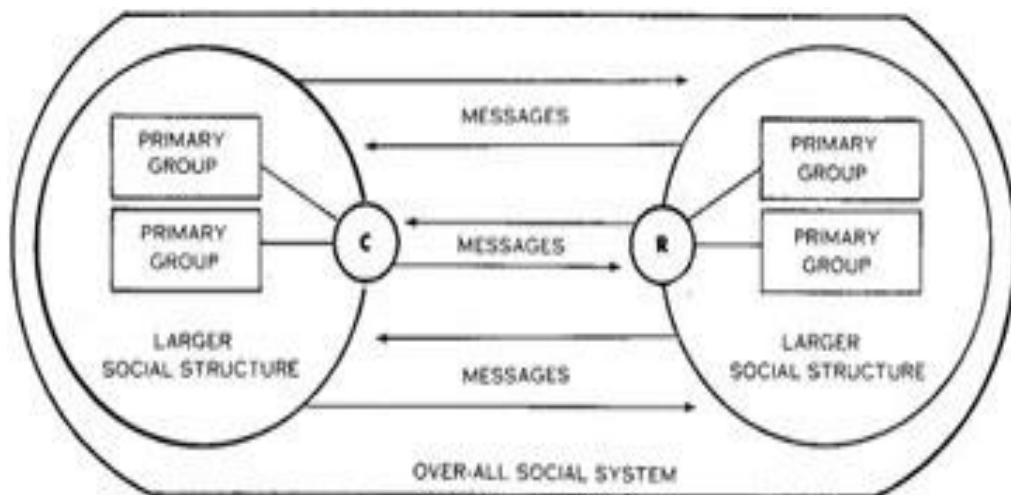 MESSAGES
PRIMARY
GROUP
PRIMARY
GROUP
C
LARGER
SOCIAL STRUCTURE
MESSAGES
R
PRIMARY
GROUP
PRIMARY
GROUP
LARGER
SOCIAL STRUCTURE
MESSAGES
OVER-ALL SOCIAL SYSTEM